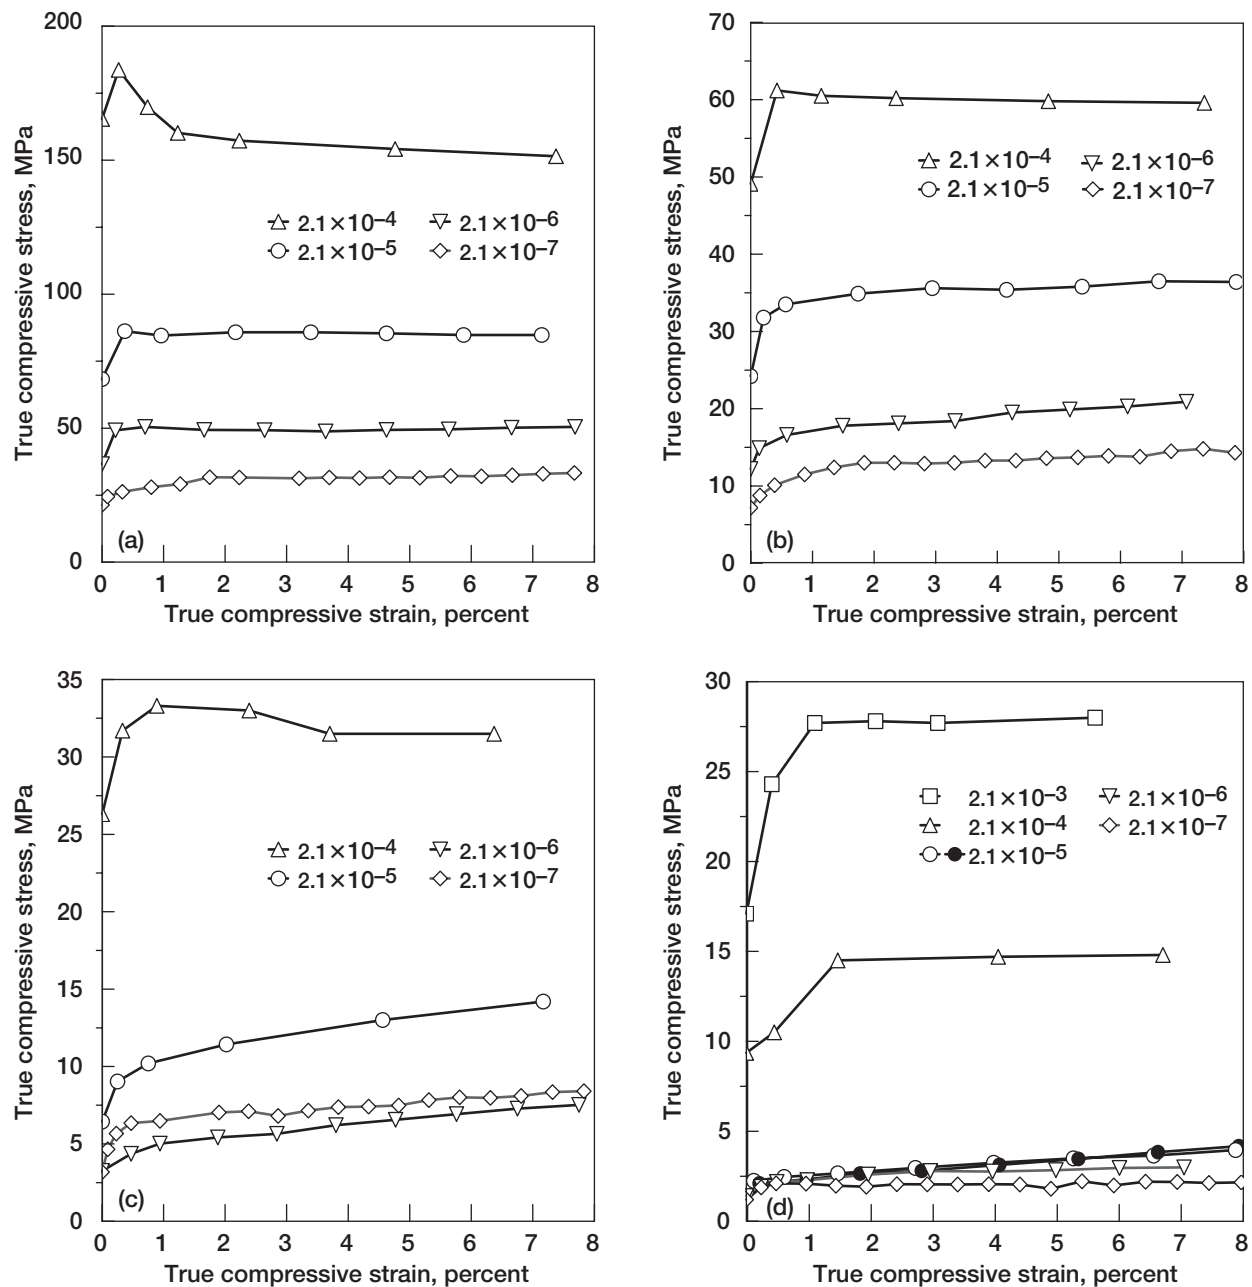 200
150
100
50
0
True compressive stress, MPa
2.1×10–4 2.1×10–6
2.1×10–5 2.1×10–7
(a)
0 1 2 3 4 5 6 7 8
True compressive strain, percent
70
60
50
40
30
20
10
0
True compressive stress, MPa
2.1×10–4 2.1×10–6
2.1×10–5 2.1×10–7
(b)
0 1 2 3 4 5 6 7 8
True compressive strain, percent
35
30
25
20
15
10
5
0
True compressive stress, MPa
2.1×10–4 2.1×10–6
2.1×10–5 2.1×10–7
(c)
0 1 2 3 4 5 6 7 8
True compressive strain, percent
30
25
20
15
10
5
0
True compressive stress, MPa
2.1×10–3 2.1×10–6
2.1×10–4 2.1×10–7
2.1×10–5
(d)
0 1 2 3 4 5 6 7 8
True compressive strain, percent